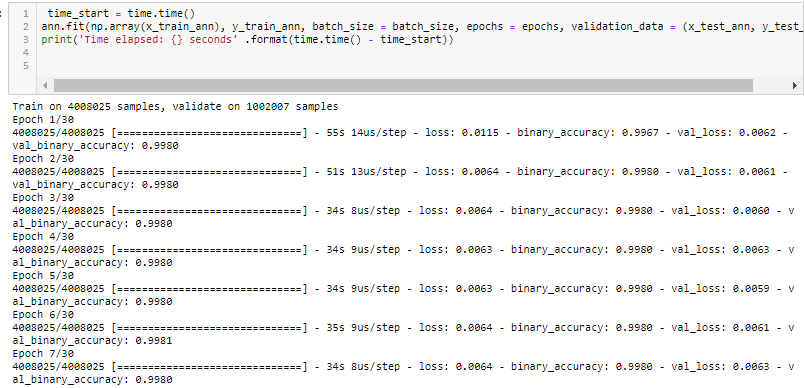 1 time_start = time.time()
2 ann.fit(np.array(x_train_ann), y_train_ann, batch_size = batch_size, epochs = epochs, validation_data = (x_test_ann, y_test_
3 print('Time elapsed: {} seconds' .format(time.time() - time_start))
4
5
Train on 4008025 samples, validate on 1002007 samples
Epoch 1/30
4008025/4008025 [==============================] - 55s 14us/step - loss: 0.0115 - binary_accuracy: 0.9967 - val_loss: 0.0062 -
val_binary_accuracy: 0.9980
Epoch 2/30
4008025/4008025 [==============================] - 51s 13us/step - loss: 0.0064 - binary_accuracy: 0.9980 - val_loss: 0.0061 -
val_binary_accuracy: 0.9980
Epoch 3/30
4008025/4008025 [==============================] - 34s 8us/step - loss: 0.0064 - binary_accuracy: 0.9980 - val_loss: 0.0060 - v
al_binary_accuracy: 0.9980
Epoch 4/30
4008025/4008025 [==============================] - 34s 9us/step - loss: 0.0063 - binary_accuracy: 0.9980 - val_loss: 0.0063 - v
al_binary_accuracy: 0.9980
Epoch 5/30
4008025/4008025 [==============================] - 34s 9us/step - loss: 0.0063 - binary_accuracy: 0.9980 - val_loss: 0.0059 - v
al_binary_accuracy: 0.9980
Epoch 6/30
4008025/4008025 [==============================] - 35s 9us/step - loss: 0.0064 - binary_accuracy: 0.9980 - val_loss: 0.0061 - v
al_binary_accuracy: 0.9981
Epoch 7/30
4008025/4008025 [==============================] - 34s 8us/step - loss: 0.0064 - binary_accuracy: 0.9980 - val_loss: 0.0063 - v
al_binary_accuracy: 0.9980